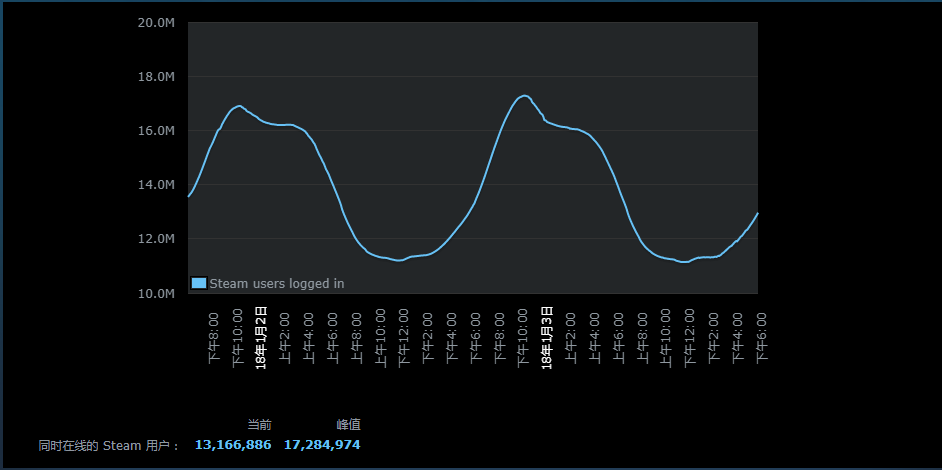 20.0M
18.0M
16.0M
14.0M
12.0M
10.0M
Steam users logged in
下午8:00
下午10:00
18年1月2日
上午2:00
上午4:00
上午6:00
上午8:00
上午10:00
上午12:00
下午2:00
下午4:00
下午6:00
下午8:00
下午10:00
18年1月3日
上午2:00
上午4:00
上午6:00
上午8:00
上午10:00
上午12:00
下午2:00
下午4:00
下午6:00
当前 峰值
同时在线的 Steam 用户： 13,166,886 17,284,974